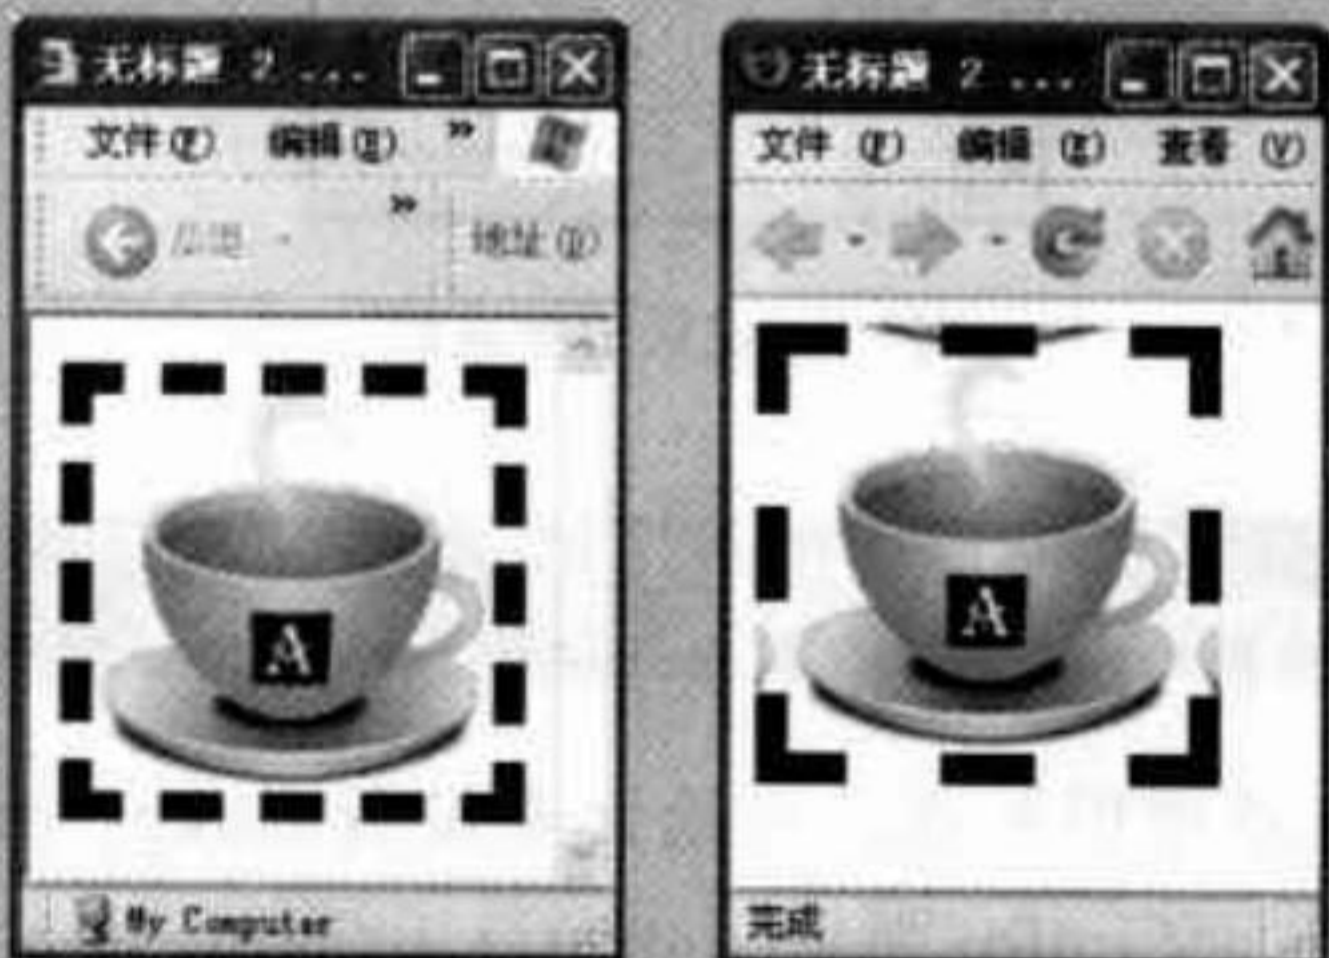 无标题 2 ...
文件(F) 编辑(E) »
后退 » 地址(D)
A
My Computer
无标题 2 ...
文件 (F) 编辑 (E) 查看 (V)
A
完成